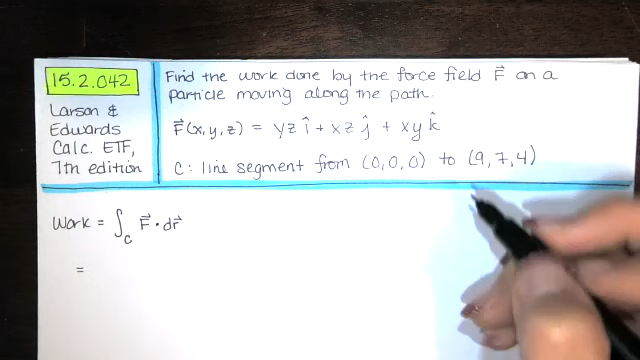 15.2.042
Larson &
Edwards
Calc. ETF,
7th edition
Find the work done by the force field F⃗ on a
particle moving along the path.
F⃗(x, y, z) = yz î + xz ĵ + xy k̂
C: line segment from (0,0,0) to (9,7,4)
Work = ∫_C F⃗ • dr⃗
=